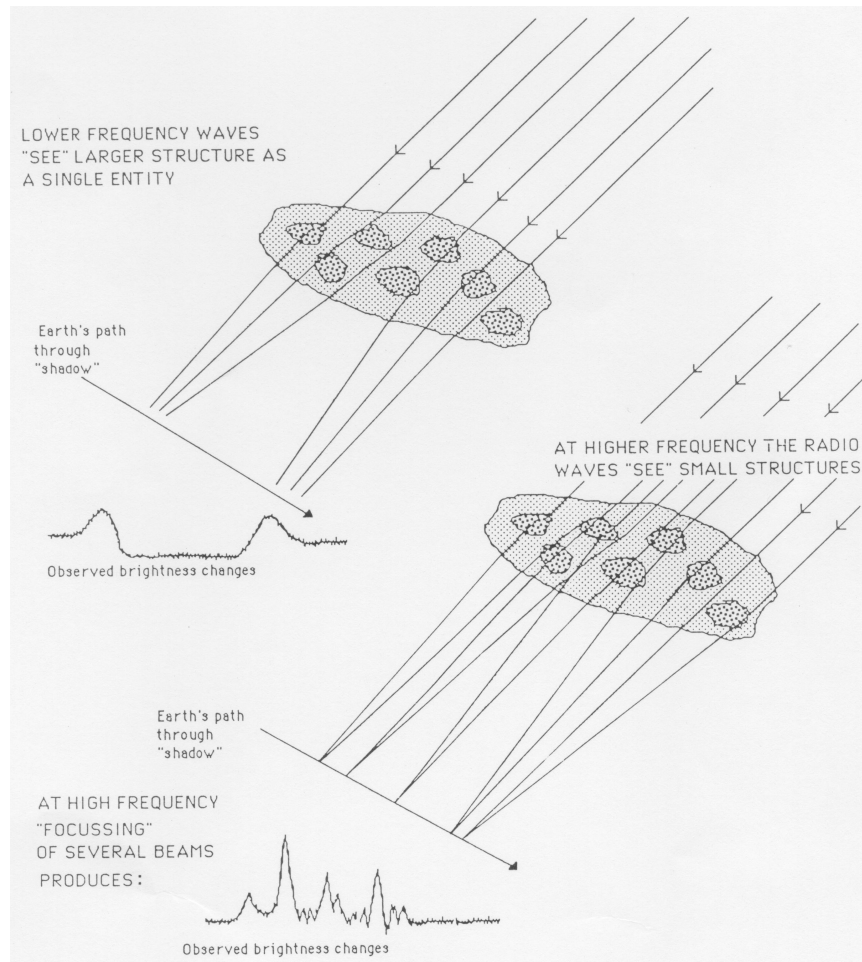 LOWER FREQUENCY WAVES
"SEE" LARGER STRUCTURE AS
A SINGLE ENTITY
Earth's path
through
"shadow"
Observed brightness changes
AT HIGHER FREQUENCY THE RADIO
WAVES "SEE" SMALL STRUCTURES
Earth's path
through
"shadow"
AT HIGH FREQUENCY
"FOCUSSING"
OF SEVERAL BEAMS
PRODUCES:
Observed brightness changes